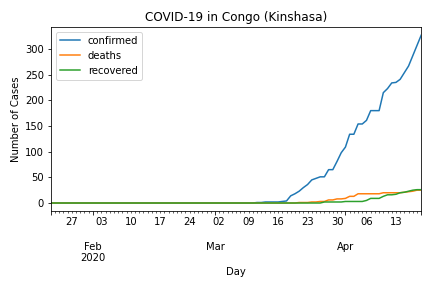 COVID-19 in Congo (Kinshasa)
confirmed
deaths
recovered
Number of Cases
300
250
200
150
100
50
0
27 03 10 17 24 02 09 16 23 30 06 13
Feb Mar Apr
2020
Day